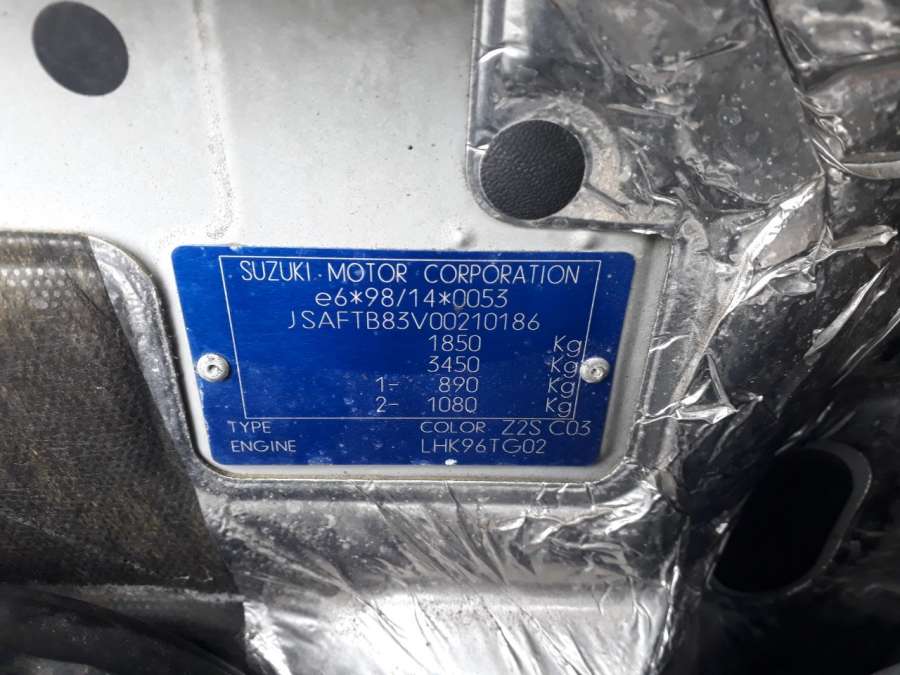 SUZUKI MOTOR CORPORATION
e6*98/14*0053
JSAFTB83V00210186
1850 Kg
3450 Kg
1- 890 Kg
2- 1080 Kg
TYPE COLOR Z2S C03
ENGINE LHK96TG02